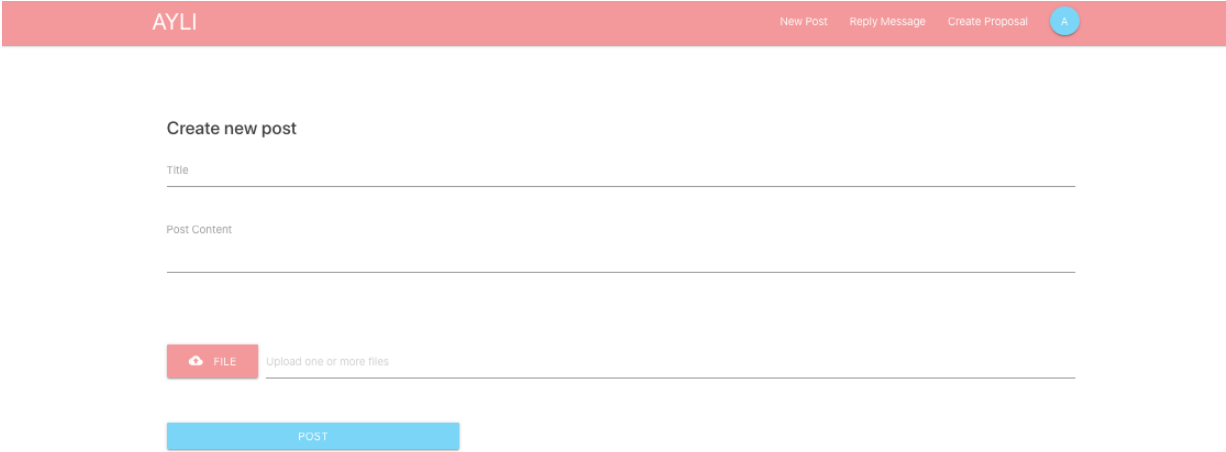 AYLI New Post Reply Message Create Proposal A
Create new post
Title
Post Content
FILE Upload one or more files
POST